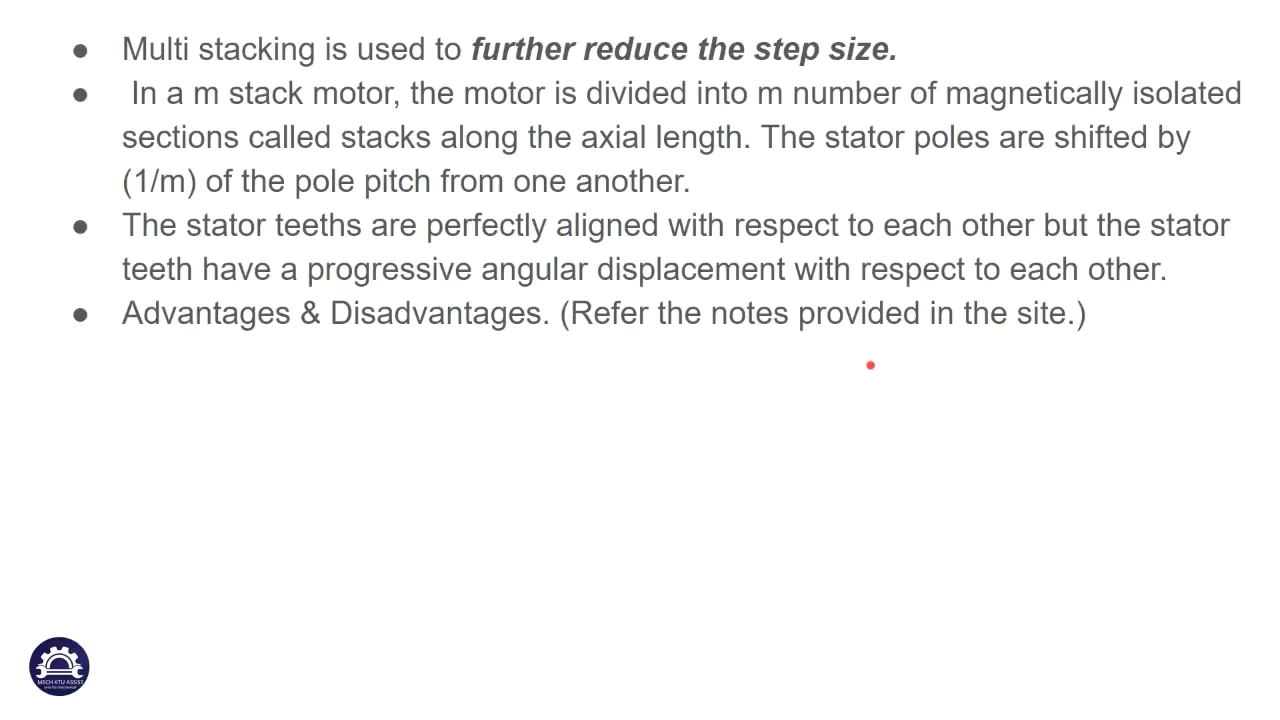 ● Multi stacking is used to further reduce the step size.
● In a m stack motor, the motor is divided into m number of magnetically isolated
sections called stacks along the axial length. The stator poles are shifted by
(1/m) of the pole pitch from one another.
● The stator teeths are perfectly aligned with respect to each other but the stator
teeth have a progressive angular displacement with respect to each other.
● Advantages & Disadvantages. (Refer the notes provided in the site.)
MECH KTU ASSIST